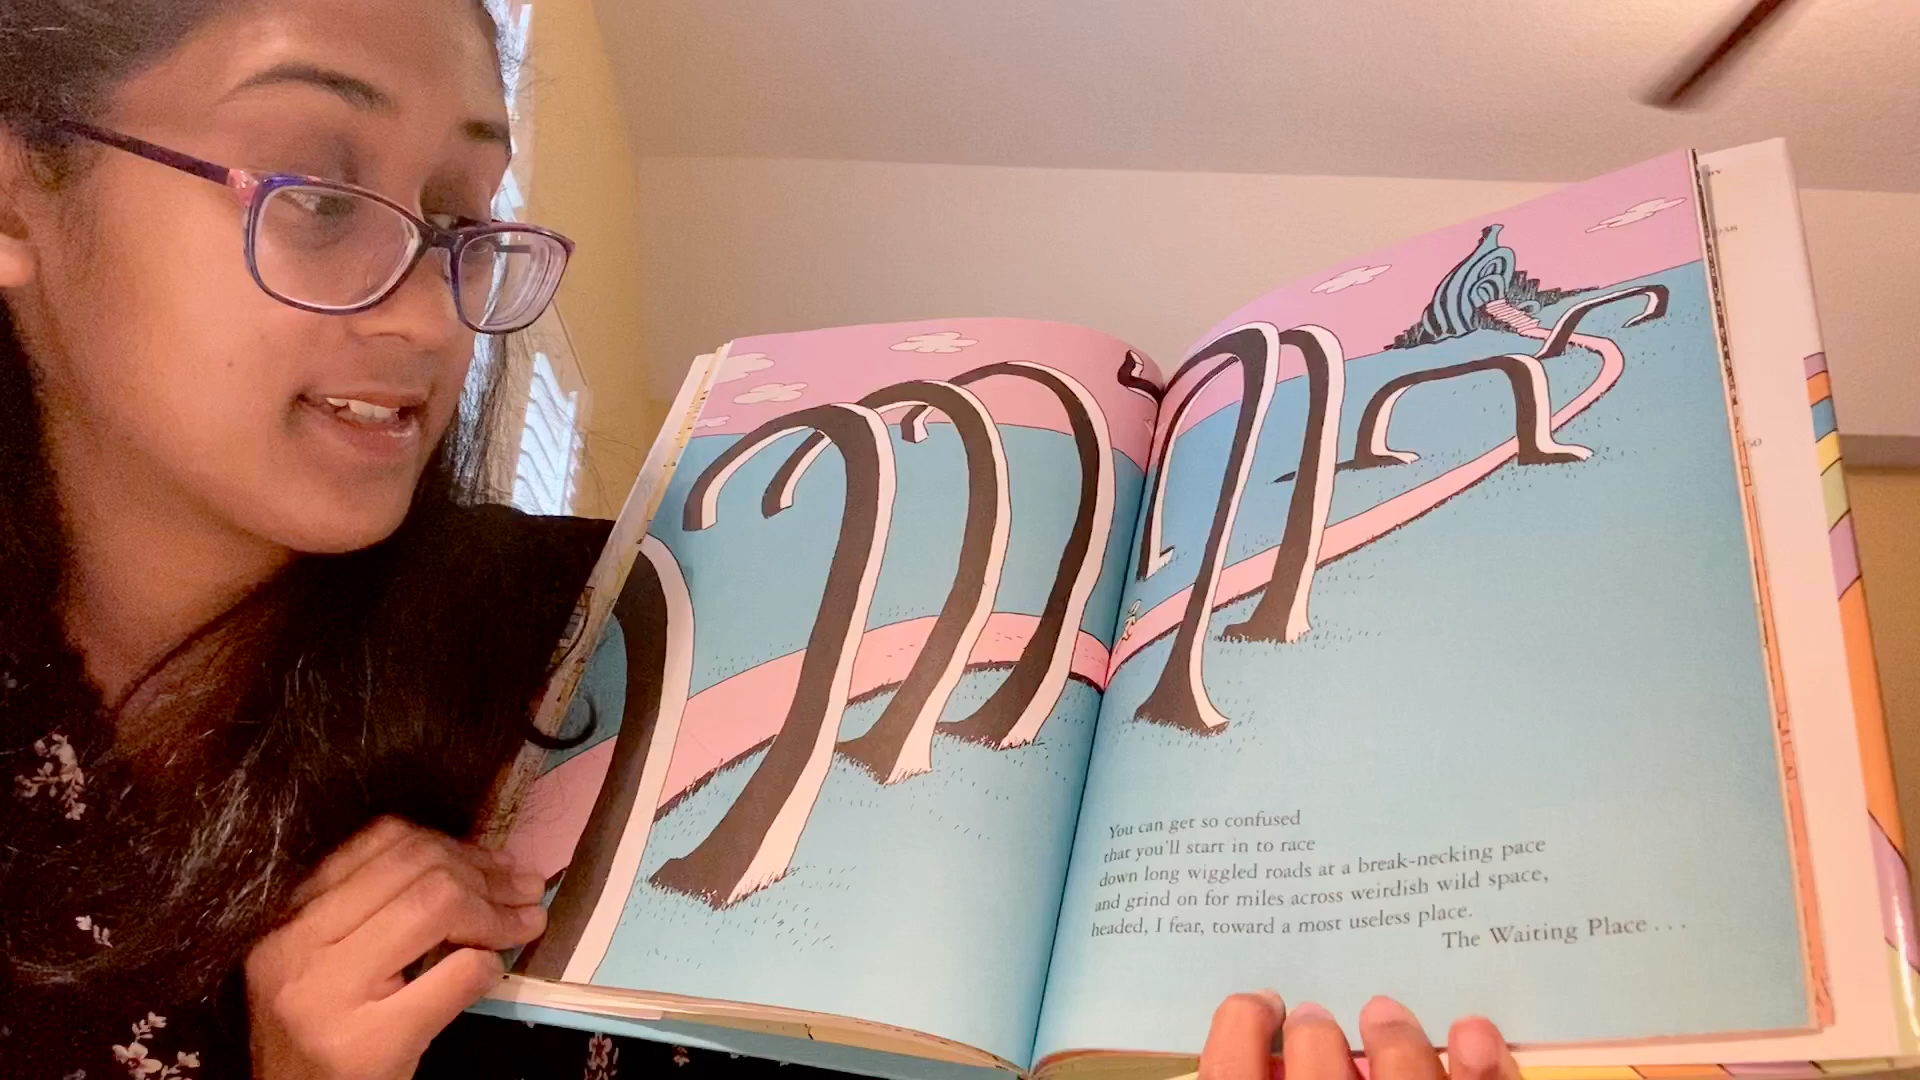 You can get so confused
that you'll start in to race
down long wiggled roads at a break-necking pace
and grind on for miles across weirdish wild space,
headed, I fear, toward a most useless place.
The Waiting Place . . .